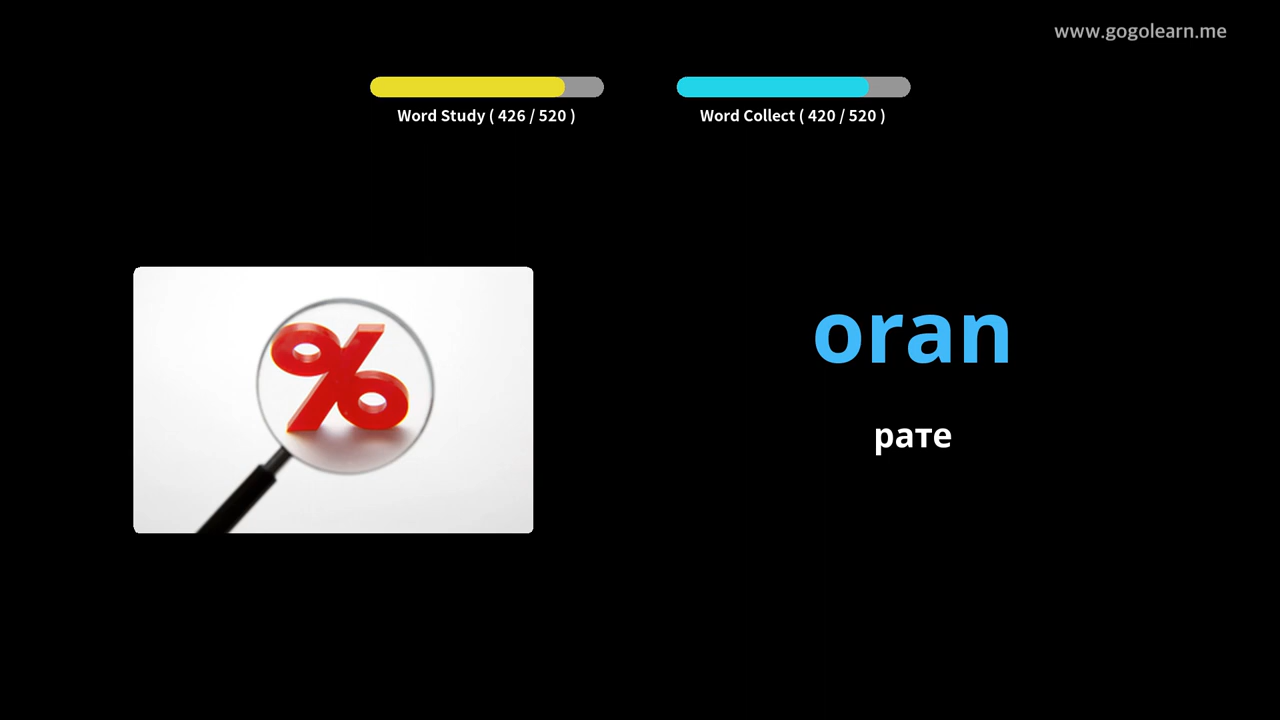 www.gogolearn.me
Word Study ( 426 / 520 )
Word Collect ( 420 / 520 )
%
oran
рате